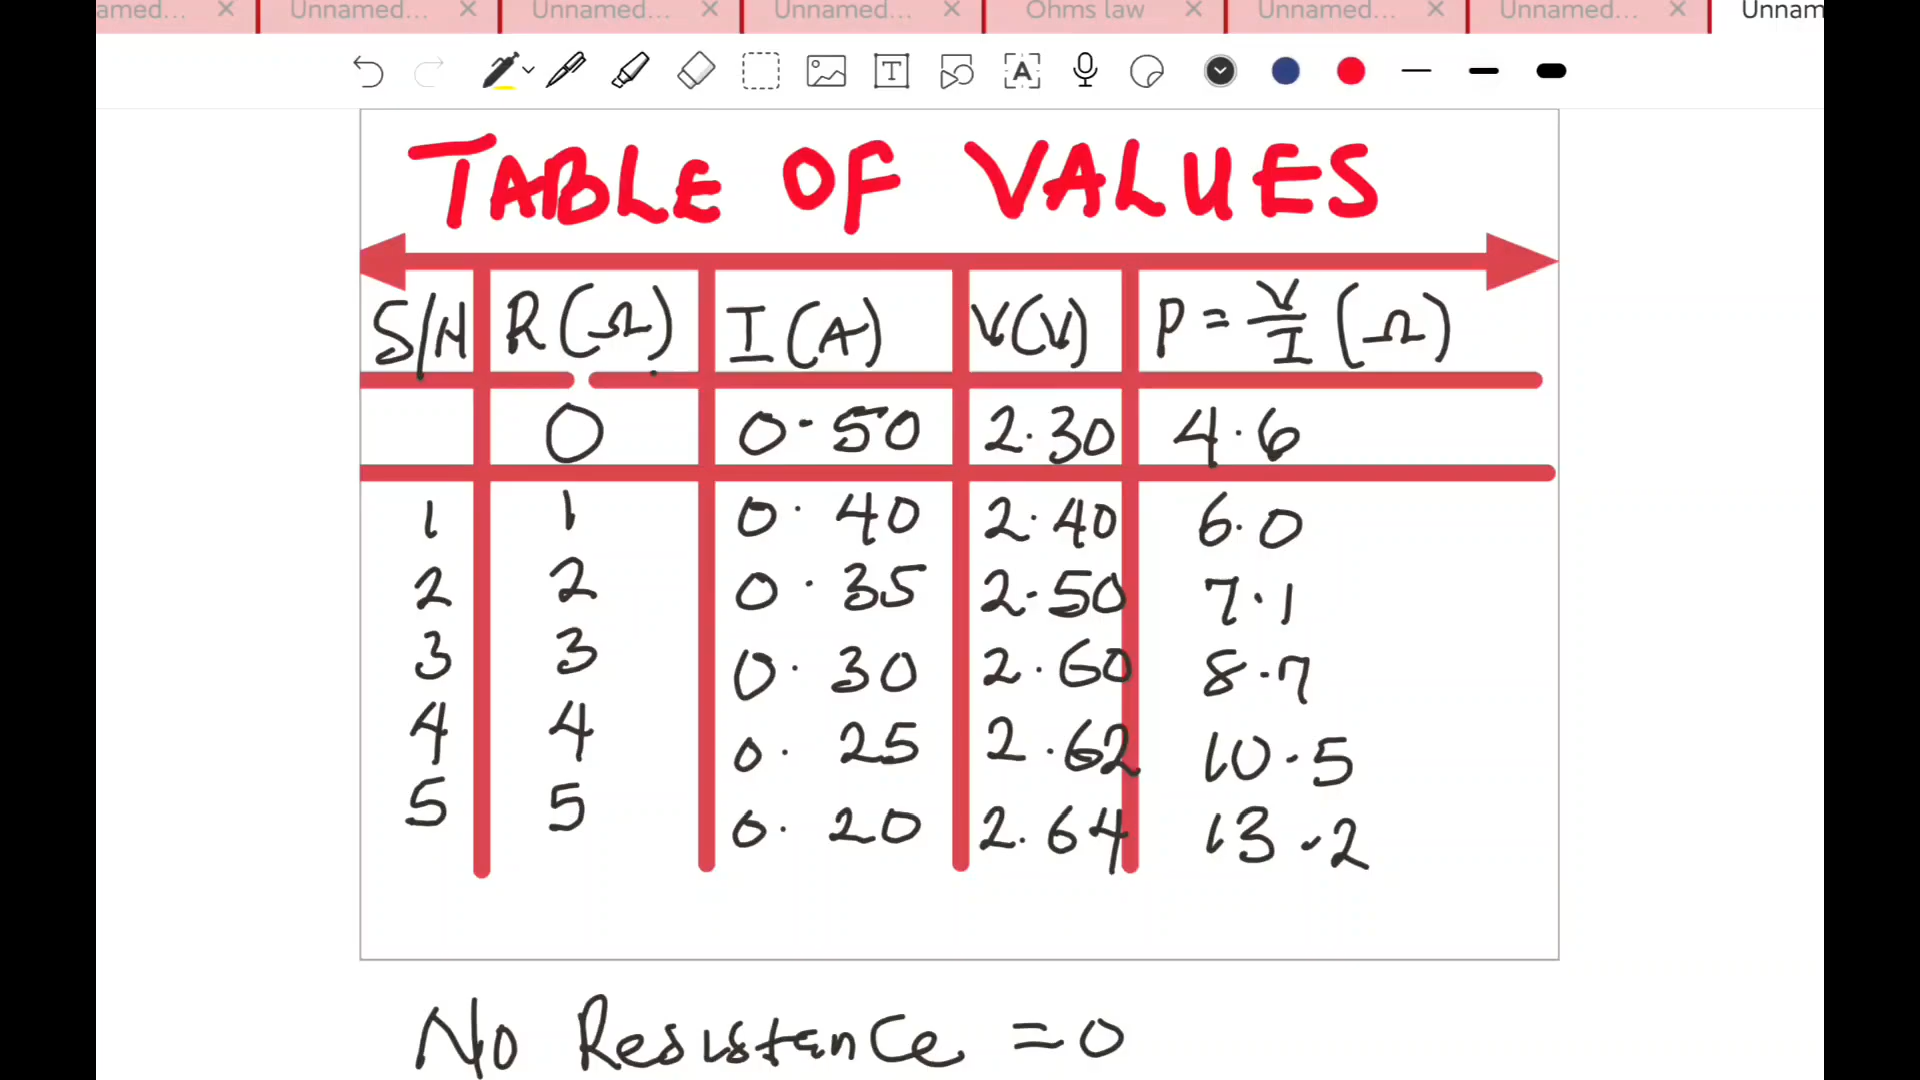 amed... × Unnamed... × Unnamed... × Unnamed... × Ohms law × Unnamed... × Unnamed... × Unnam
TABLE OF VALUES
S/N R(Ω) I(A) V(V) P = V/I (Ω)
0 0.50 2.30 4.6
1 1 0.40 2.40 6.0
2 2 0.35 2.50 7.1
3 3 0.30 2.60 8.7
4 4 0.25 2.62 10.5
5 5 0.20 2.64 13.2
No Resistance = 0